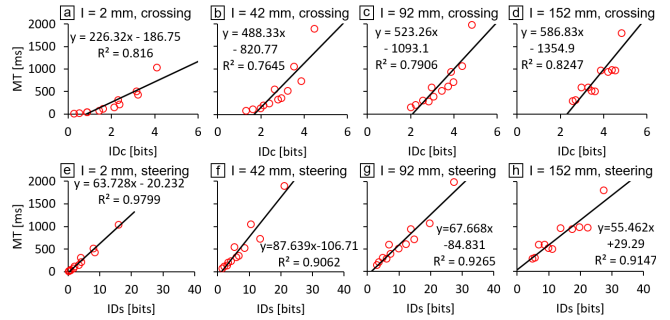 a I = 2 mm, crossing
b I = 42 mm, crossing
c I = 92 mm, crossing
d I = 152 mm, crossing
MT [ms]
2000
1500
1000
500
0
y = 226.32x - 186.75
R² = 0.816
y = 488.33x
- 820.77
R² = 0.7645
y = 523.26x
- 1093.1
R² = 0.7906
y = 586.83x
- 1354.9
R² = 0.8247
0 2 4 6
0 2 4 6
0 2 4 6
0 2 4 6
IDc [bits]
IDc [bits]
IDc [bits]
IDc [bits]
e I = 2 mm, steering
f I = 42 mm, steering
g I = 92 mm, steering
h I = 152 mm, steering
MT [ms]
2000
1500
1000
500
0
y = 63.728x - 20.232
R² = 0.9799
y=87.639x-106.71
R² = 0.9062
y=67.668x
-84.831
R² = 0.9265
y=55.462x
+29.29
R² = 0.9147
0 10 20 30 40
0 10 20 30 40
0 10 20 30 40
0 10 20 30 40
IDs [bits]
IDs [bits]
IDs [bits]
IDs [bits]